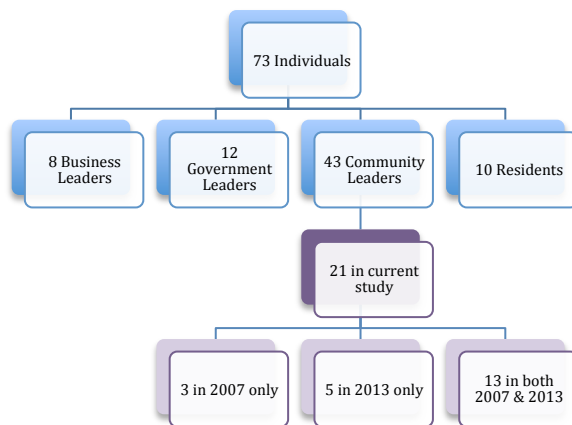 73 Individuals
8 Business
Leaders
12
Government
Leaders
43 Community
Leaders
10 Residents
21 in current
study
3 in 2007 only
5 in 2013 only
13 in both
2007 & 2013